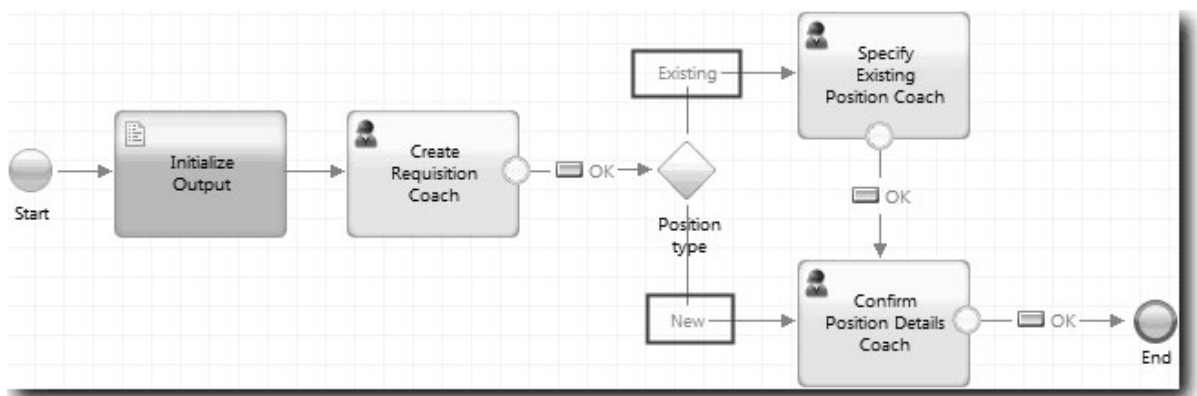 Start
Initialize
Output
Create
Requisition
Coach
OK
Position
type
Existing
Specify
Existing
Position Coach
OK
New
Confirm
Position Details
Coach
OK
End